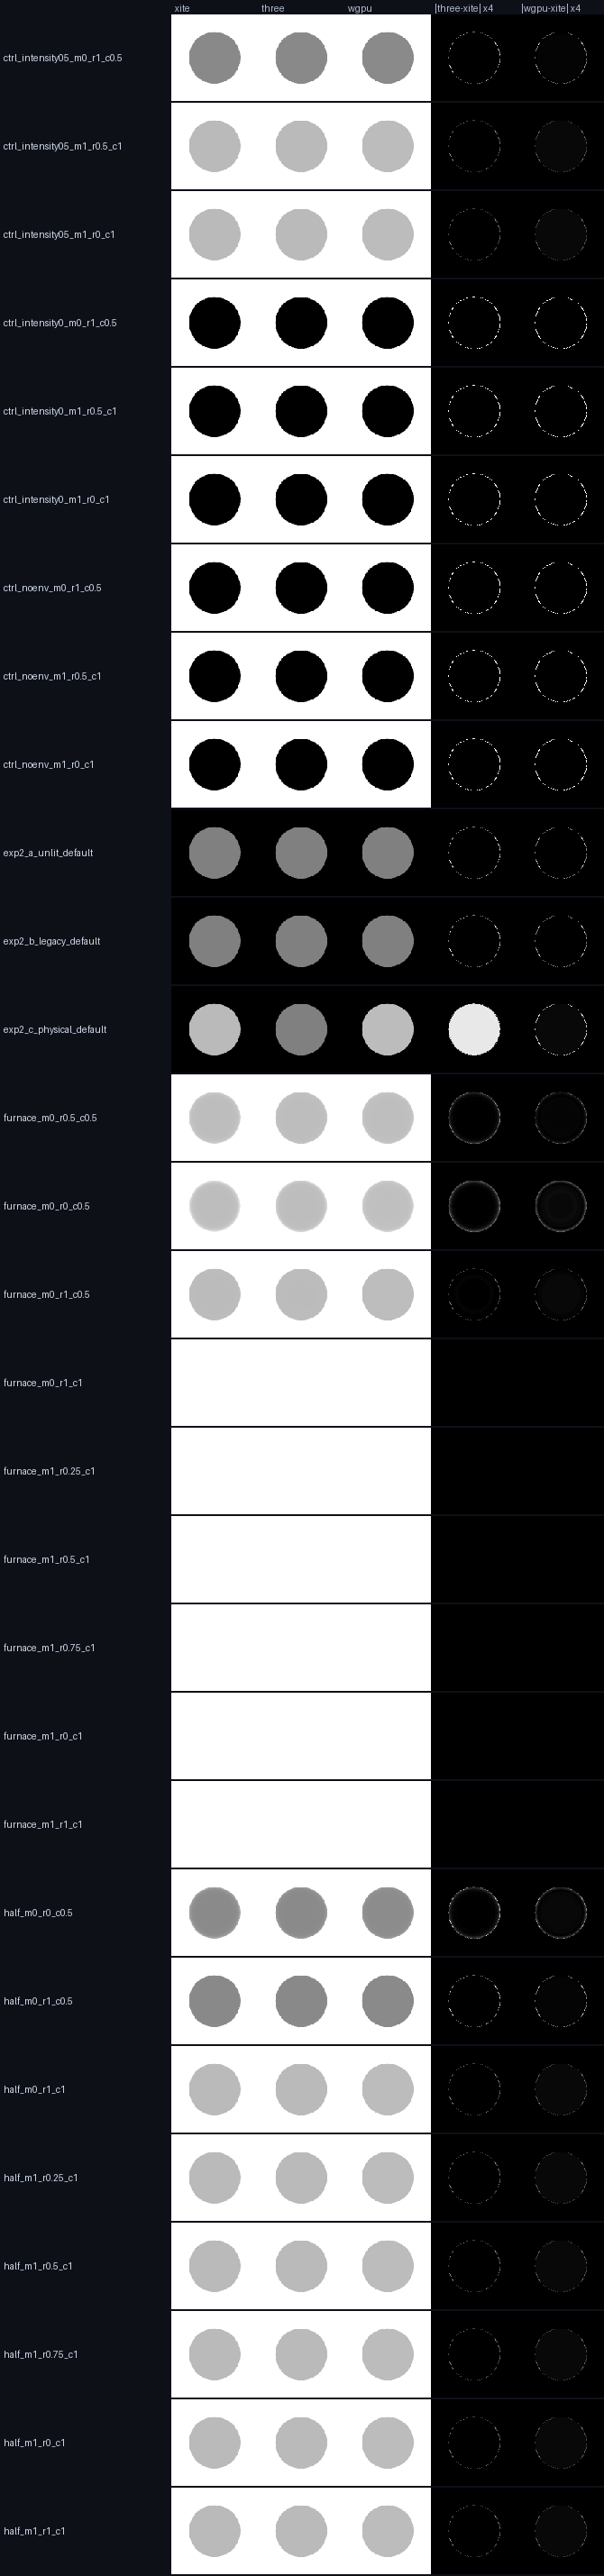 xite three wgpu |three-xite| x4 |wgpu-xite| x4
ctrl_intensity05_m0_r1_c0.5
ctrl_intensity05_m1_r0.5_c1
ctrl_intensity05_m1_r0_c1
ctrl_intensity0_m0_r1_c0.5
ctrl_intensity0_m1_r0.5_c1
ctrl_intensity0_m1_r0_c1
ctrl_noenv_m0_r1_c0.5
ctrl_noenv_m1_r0.5_c1
ctrl_noenv_m1_r0_c1
exp2_a_unlit_default
exp2_b_legacy_default
exp2_c_physical_default
furnace_m0_r0.5_c0.5
furnace_m0_r0_c0.5
furnace_m0_r1_c0.5
furnace_m0_r1_c1
furnace_m1_r0.25_c1
furnace_m1_r0.5_c1
furnace_m1_r0.75_c1
furnace_m1_r0_c1
furnace_m1_r1_c1
half_m0_r0_c0.5
half_m0_r1_c0.5
half_m0_r1_c1
half_m1_r0.25_c1
half_m1_r0.5_c1
half_m1_r0.75_c1
half_m1_r0_c1
half_m1_r1_c1